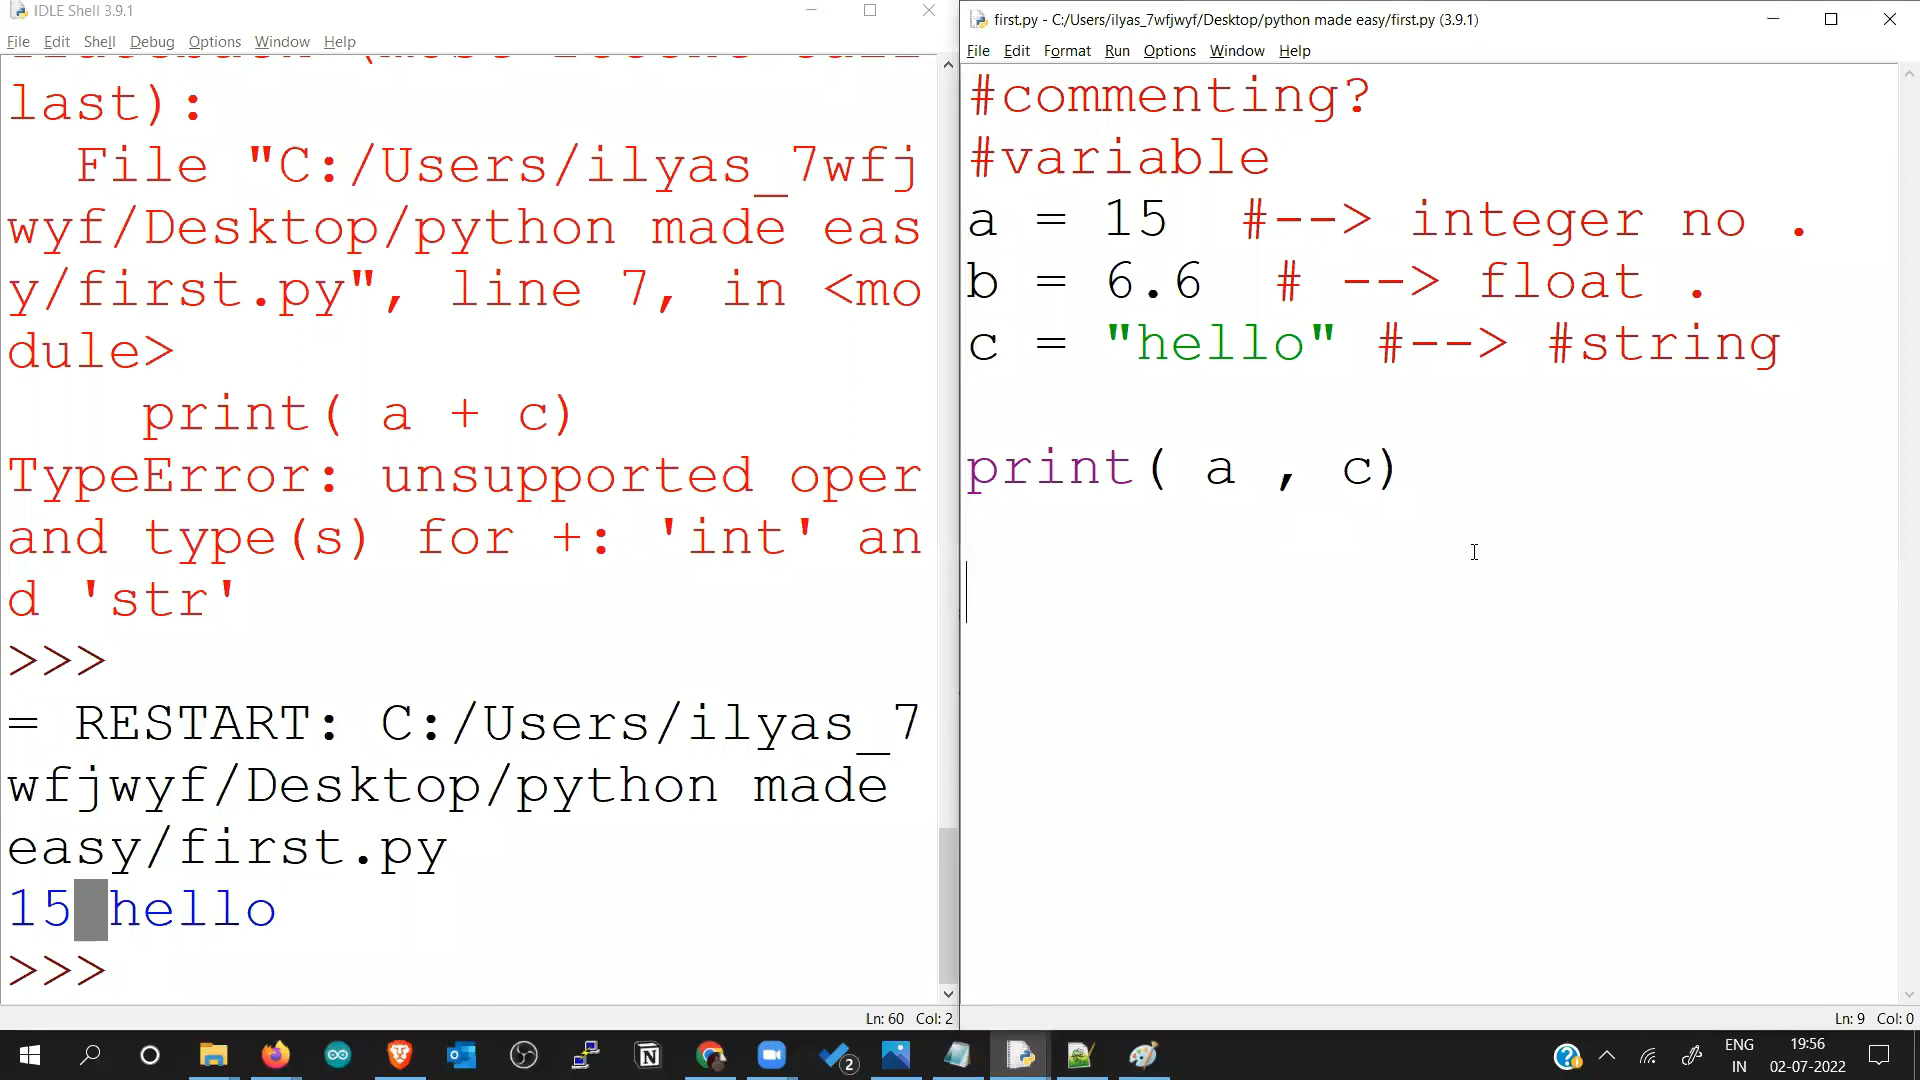 IDLE Shell 3.9.1
File Edit Shell Debug Options Window Help
last):
File "C:/Users/ilyas_7wfj
wyf/Desktop/python made eas
y/first.py", line 7, in <mo
dule>
print( a + c)
TypeError: unsupported oper
and type(s) for +: 'int' an
d 'str'
>>>
= RESTART: C:/Users/ilyas_7
wfjwyf/Desktop/python made
easy/first.py
15 hello
>>>
Ln: 60 Col: 2
first.py - C:/Users/ilyas_7wfjwyf/Desktop/python made easy/first.py (3.9.1)
File Edit Format Run Options Window Help
#commenting?
#variable
a = 15 #--> integer no .
b = 6.6 # --> float .
c = "hello" #--> #string
print( a , c)
Ln: 9 Col: 0
2
ENG
IN
19:56
02-07-2022